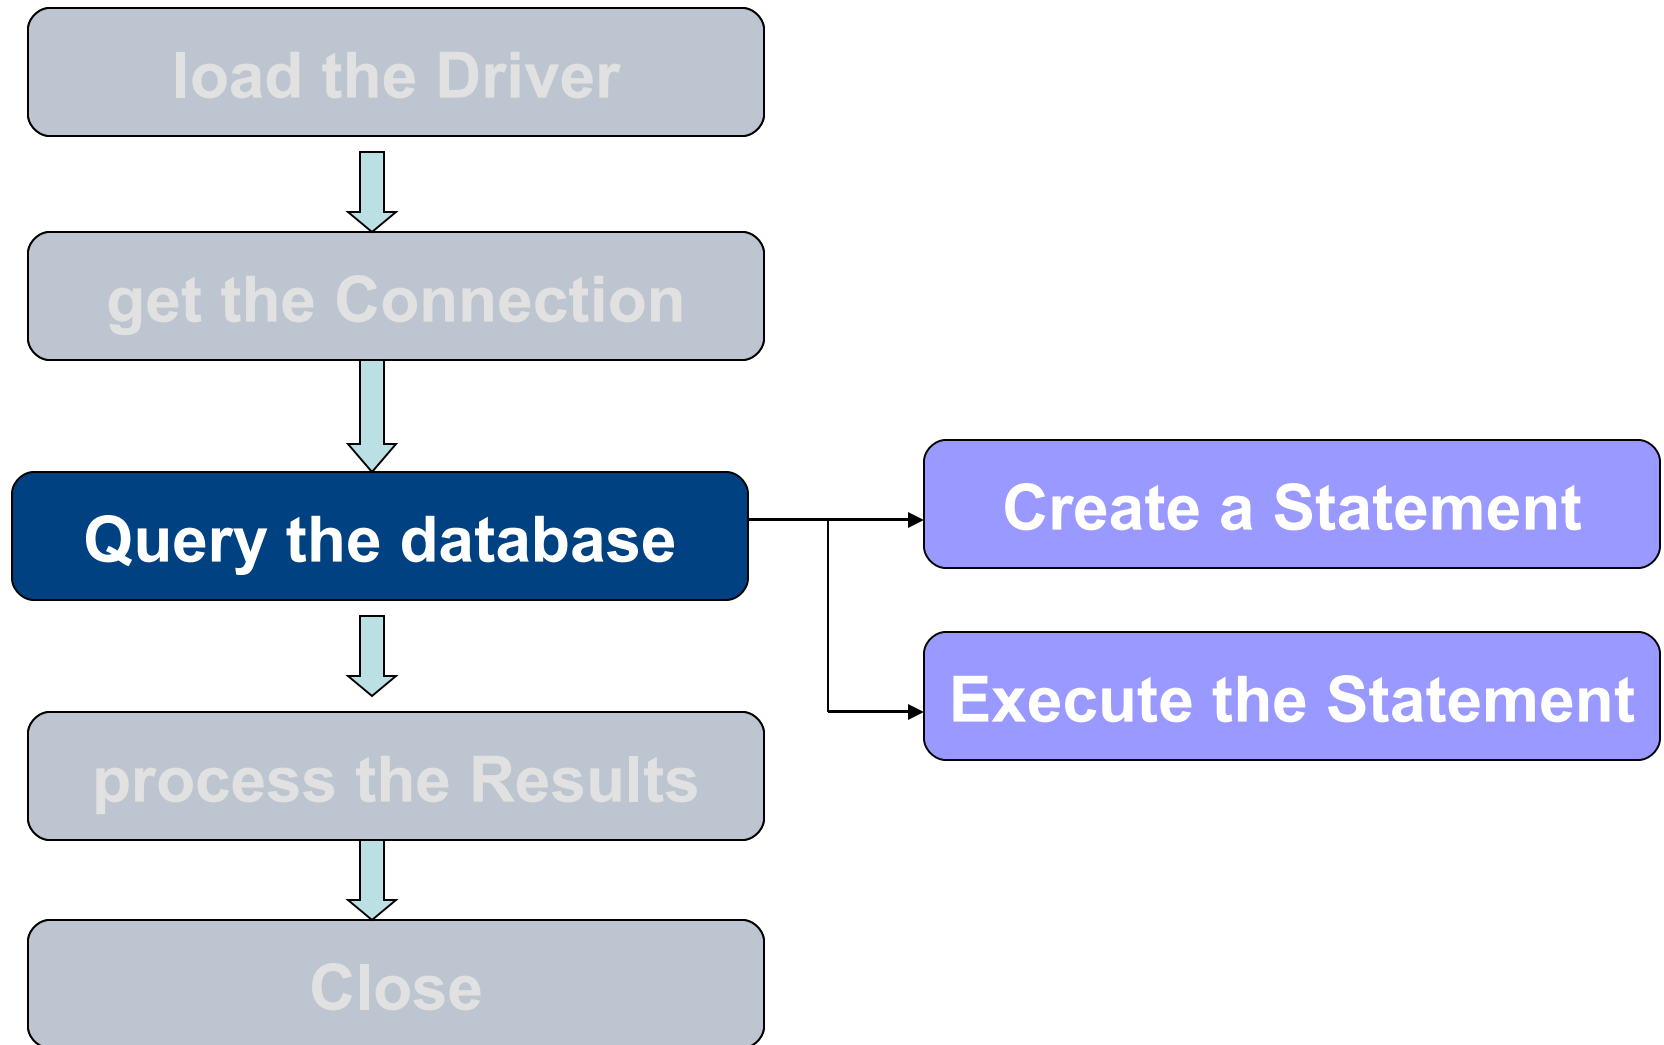 load the Driver
get the Connection
Query the database
Create a Statement
Execute the Statement
process the Results
Close